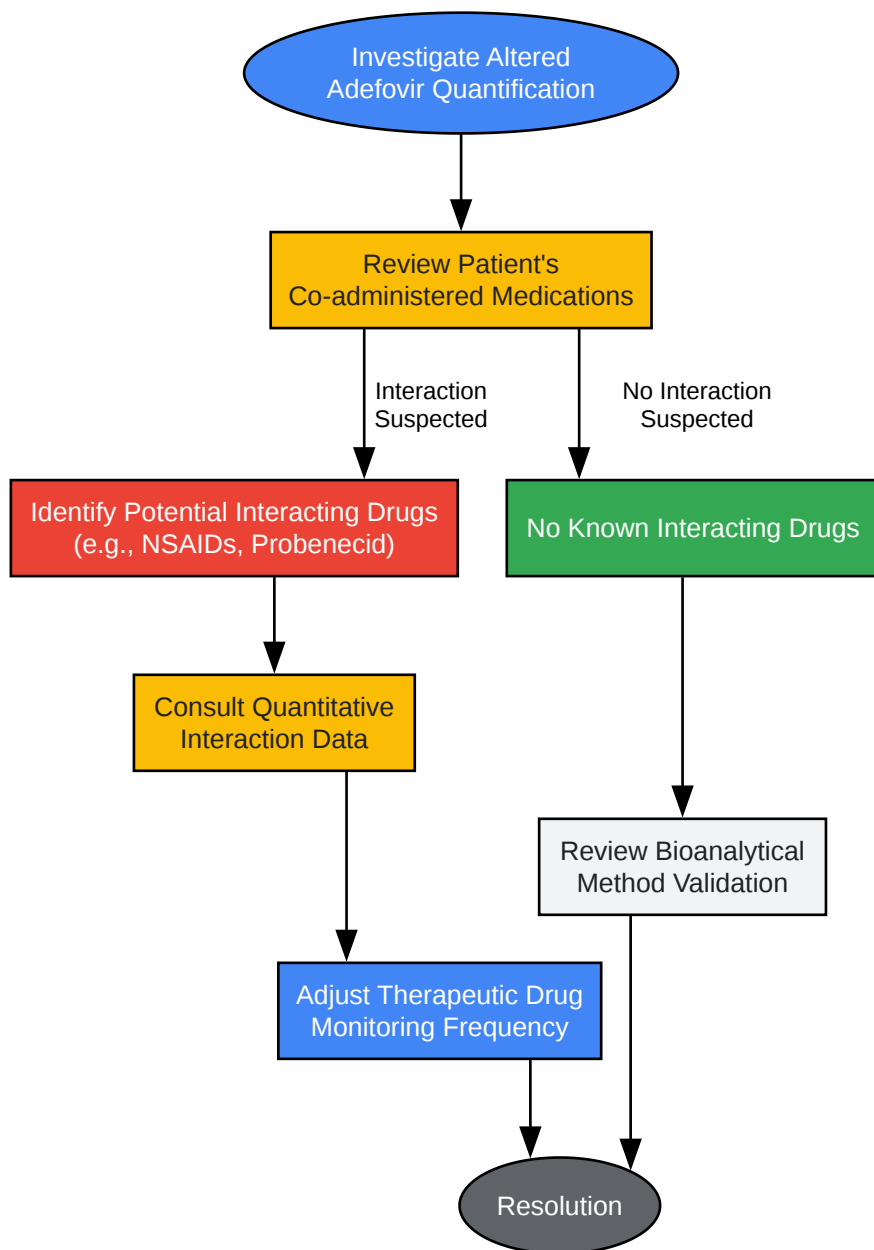 Investigate Altered
Adefovir Quantification
Review Patient's
Co-administered Medications
Interaction
Suspected
No Interaction
Suspected
Identify Potential Interacting Drugs
(e.g., NSAIDs, Probenecid)
No Known Interacting Drugs
Consult Quantitative
Interaction Data
Review Bioanalytical
Method Validation
Adjust Therapeutic Drug
Monitoring Frequency
Resolution